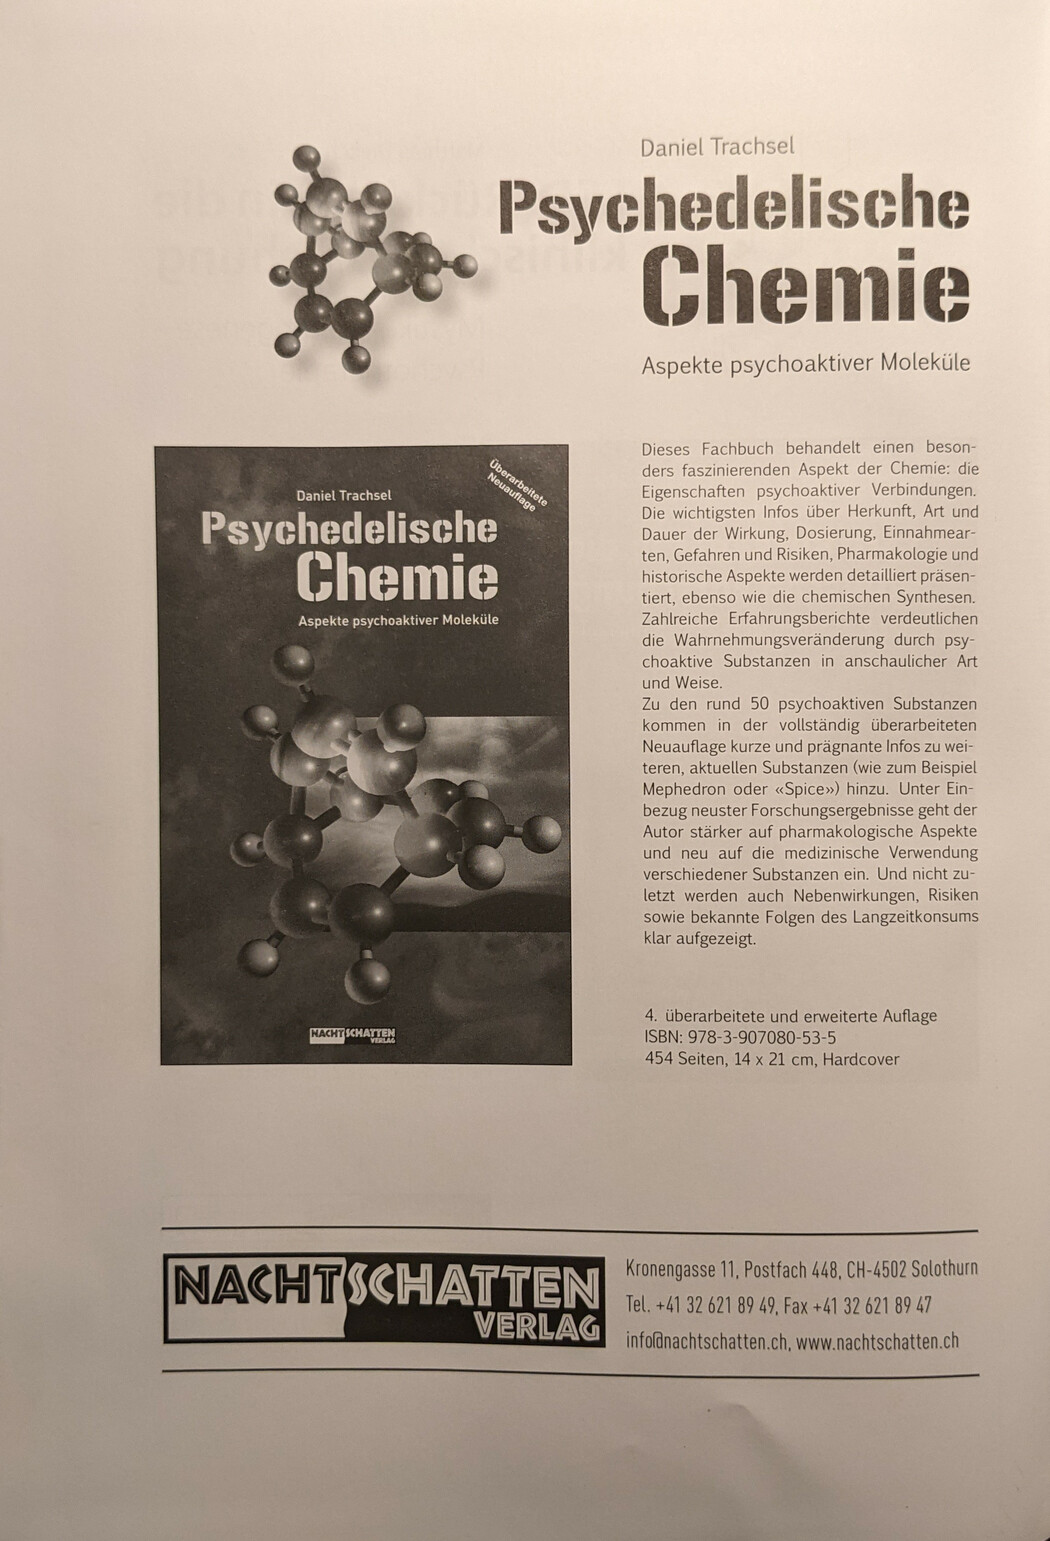 Daniel Trachsel
Psychedelische
Chemie
Aspekte psychoaktiver Moleküle
Überarbeitete
Neuauflage
Daniel Trachsel
Psychedelische
Chemie
Aspekte psychoaktiver Moleküle
NACHTSCHATTEN
VERLAG
Dieses Fachbuch behandelt einen beson-
ders faszinierenden Aspekt der Chemie: die
Eigenschaften psychoaktiver Verbindungen.
Die wichtigsten Infos über Herkunft, Art und
Dauer der Wirkung, Dosierung, Einnahmear-
ten, Gefahren und Risiken, Pharmakologie und
historische Aspekte werden detailliert präsen-
tiert, ebenso wie die chemischen Synthesen.
Zahlreiche Erfahrungsberichte verdeutlichen
die Wahrnehmungsveränderung durch psy-
choaktive Substanzen in anschaulicher Art
und Weise.
Zu den rund 50 psychoaktiven Substanzen
kommen in der vollständig überarbeiteten
Neuauflage kurze und prägnante Infos zu wei-
teren, aktuellen Substanzen (wie zum Beispiel
Mephedron oder «Spice») hinzu. Unter Ein-
bezug neuster Forschungsergebnisse geht der
Autor stärker auf pharmakologische Aspekte
und neu auf die medizinische Verwendung
verschiedener Substanzen ein. Und nicht zu-
letzt werden auch Nebenwirkungen, Risiken
sowie bekannte Folgen des Langzeitkonsums
klar aufgezeigt.
4. überarbeitete und erweiterte Auflage
ISBN: 978-3-907080-53-5
454 Seiten, 14 x 21 cm, Hardcover
NACHTSCHATTEN
VERLAG
Kronengasse 11, Postfach 448, CH-4502 Solothurn
Tel. +41 32 621 89 49, Fax +41 32 621 89 47
info@nachtschatten.ch, www.nachtschatten.ch